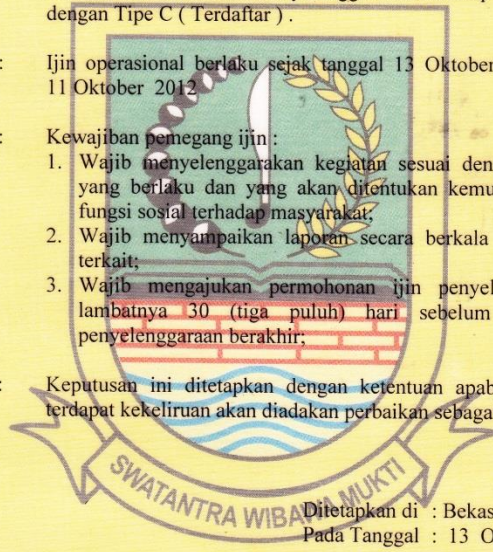 dengan Tipe C ( Terdaftar ) .
: Ijin operasional berlaku sejak tanggal 13 Oktober
11 Oktober 2012
: Kewajiban pemegang ijin :
1. Wajib menyelenggarakan kegiatan sesuai den
yang berlaku dan yang akan ditentukan kemu
fungsi sosial terhadap masyarakat;
2. Wajib menyampaikan laporan secara berkala
terkait;
3. Wajib mengajukan permohonan ijin penyel
lambatnya 30 (tiga puluh) hari sebelum
penyelenggaraan berakhir;
: Keputusan ini ditetapkan dengan ketentuan apab
terdapat kekeliruan akan diadakan perbaikan sebaga
SWATANTRA WIBAWA MUKTI
Ditetapkan di : Bekas
Pada Tanggal : 13 O